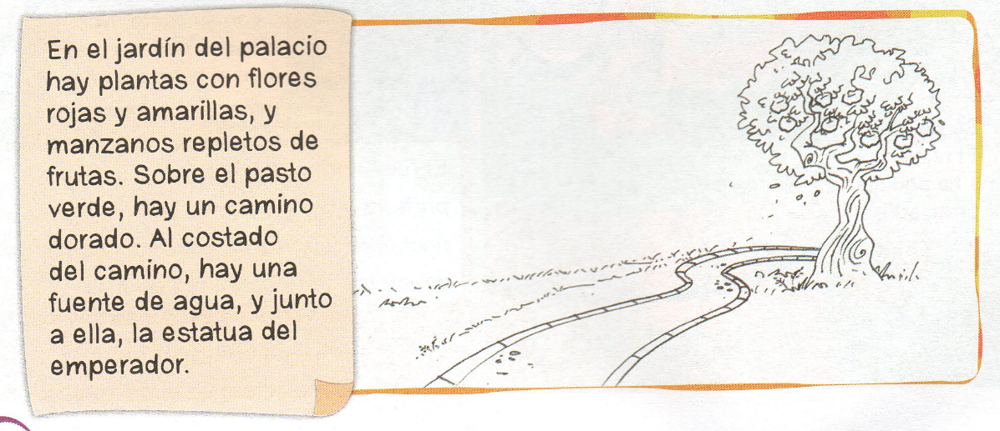 En el jardín del palacio
hay plantas con flores
rojas y amarillas, y
manzanos repletos de
frutas. Sobre el pasto
verde, hay un camino
dorado. Al costado
del camino, hay una
fuente de agua, y junto
a ella, la estatua del
emperador.